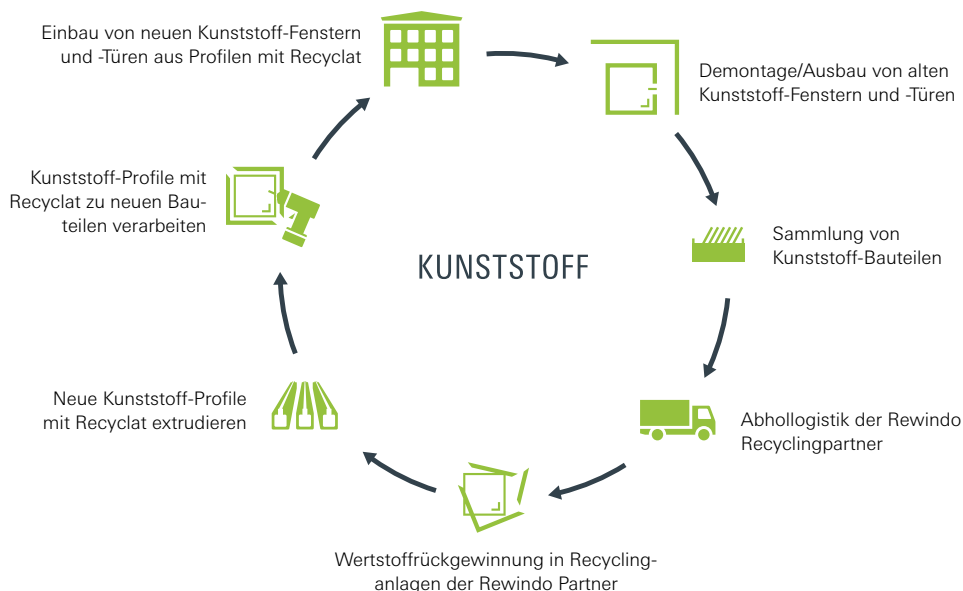 Einbau von neuen Kunststoff-Fenstern
und -Türen aus Profilen mit Recyclat
Demontage/Ausbau von alten
Kunststoff-Fenstern und -Türen
Sammlung von
Kunststoff-Bauteilen
Abhollogistik der Rewindo
Recyclingpartner
Wertstoffrückgewinnung in Recycling-
anlagen der Rewindo Partner
Neue Kunststoff-Profile
mit Recyclat extrudieren
Kunststoff-Profile mit
Recyclat zu neuen Bau-
teilen verarbeiten
KUNSTSTOFF